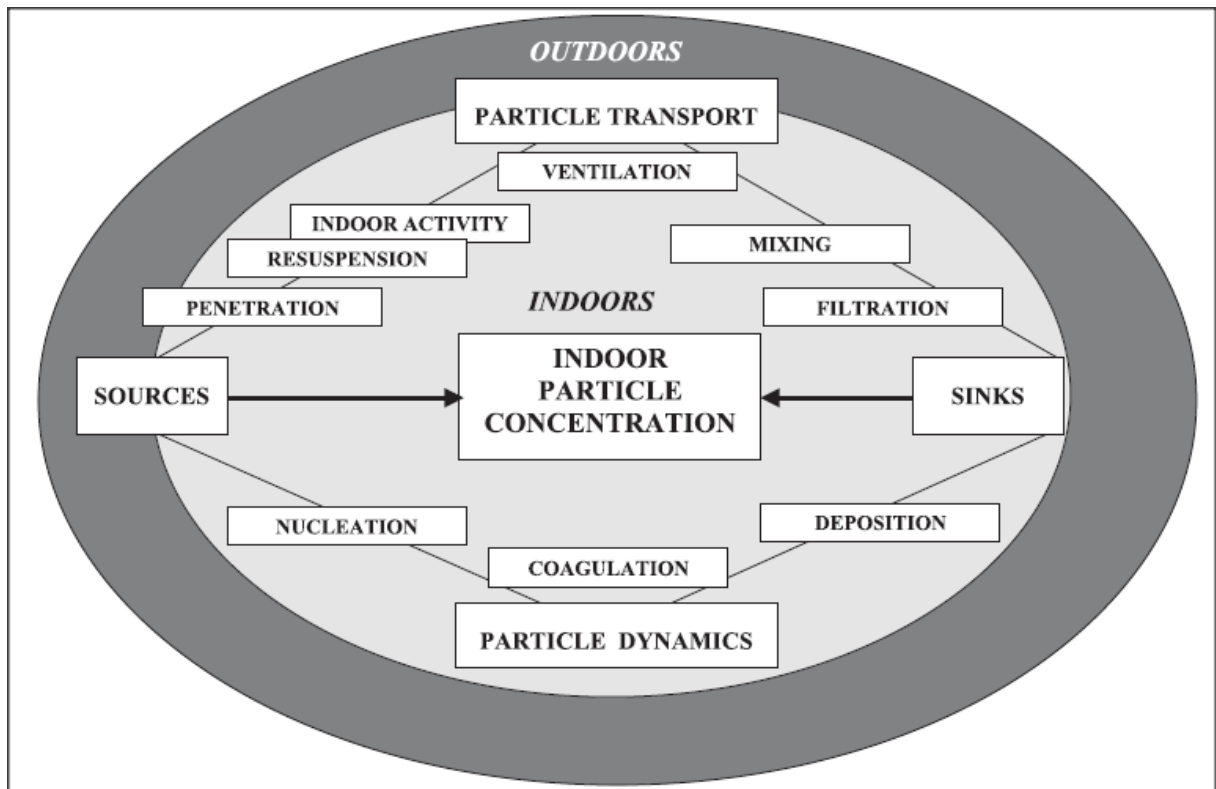 OUTDOORS
PARTICLE TRANSPORT
VENTILATION
INDOOR ACTIVITY
MIXING
RESUSPENSION
PENETRATION
INDOORS
FILTRATION
SOURCES
INDOOR
PARTICLE
CONCENTRATION
SINKS
NUCLEATION
DEPOSITION
COAGULATION
PARTICLE DYNAMICS